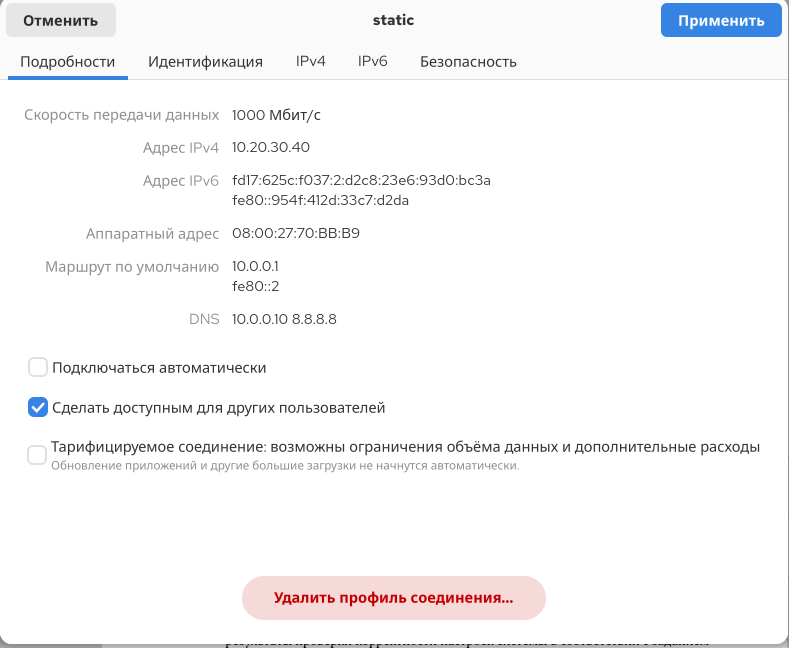 Отменить static Применить
Подробности Идентификация IPv4 IPv6 Безопасность
Скорость передачи данных 1000 Мбит/с
Адрес IPv4 10.20.30.40
Адрес IPv6 fd17:625c:f037:2:d2c8:23e6:93d0:bc3a
fe80::954f:412d:33c7:d2da
Аппаратный адрес 08:00:27:70:BB:B9
Маршрут по умолчанию 10.0.0.1
fe80::2
DNS 10.0.0.10 8.8.8.8
Подключаться автоматически
Сделать доступным для других пользователей
Тарифицируемое соединение: возможны ограничения объёма данных и дополнительные расходы
Обновление приложений и другие большие загрузки не начнутся автоматически.
Удалить профиль соединения…